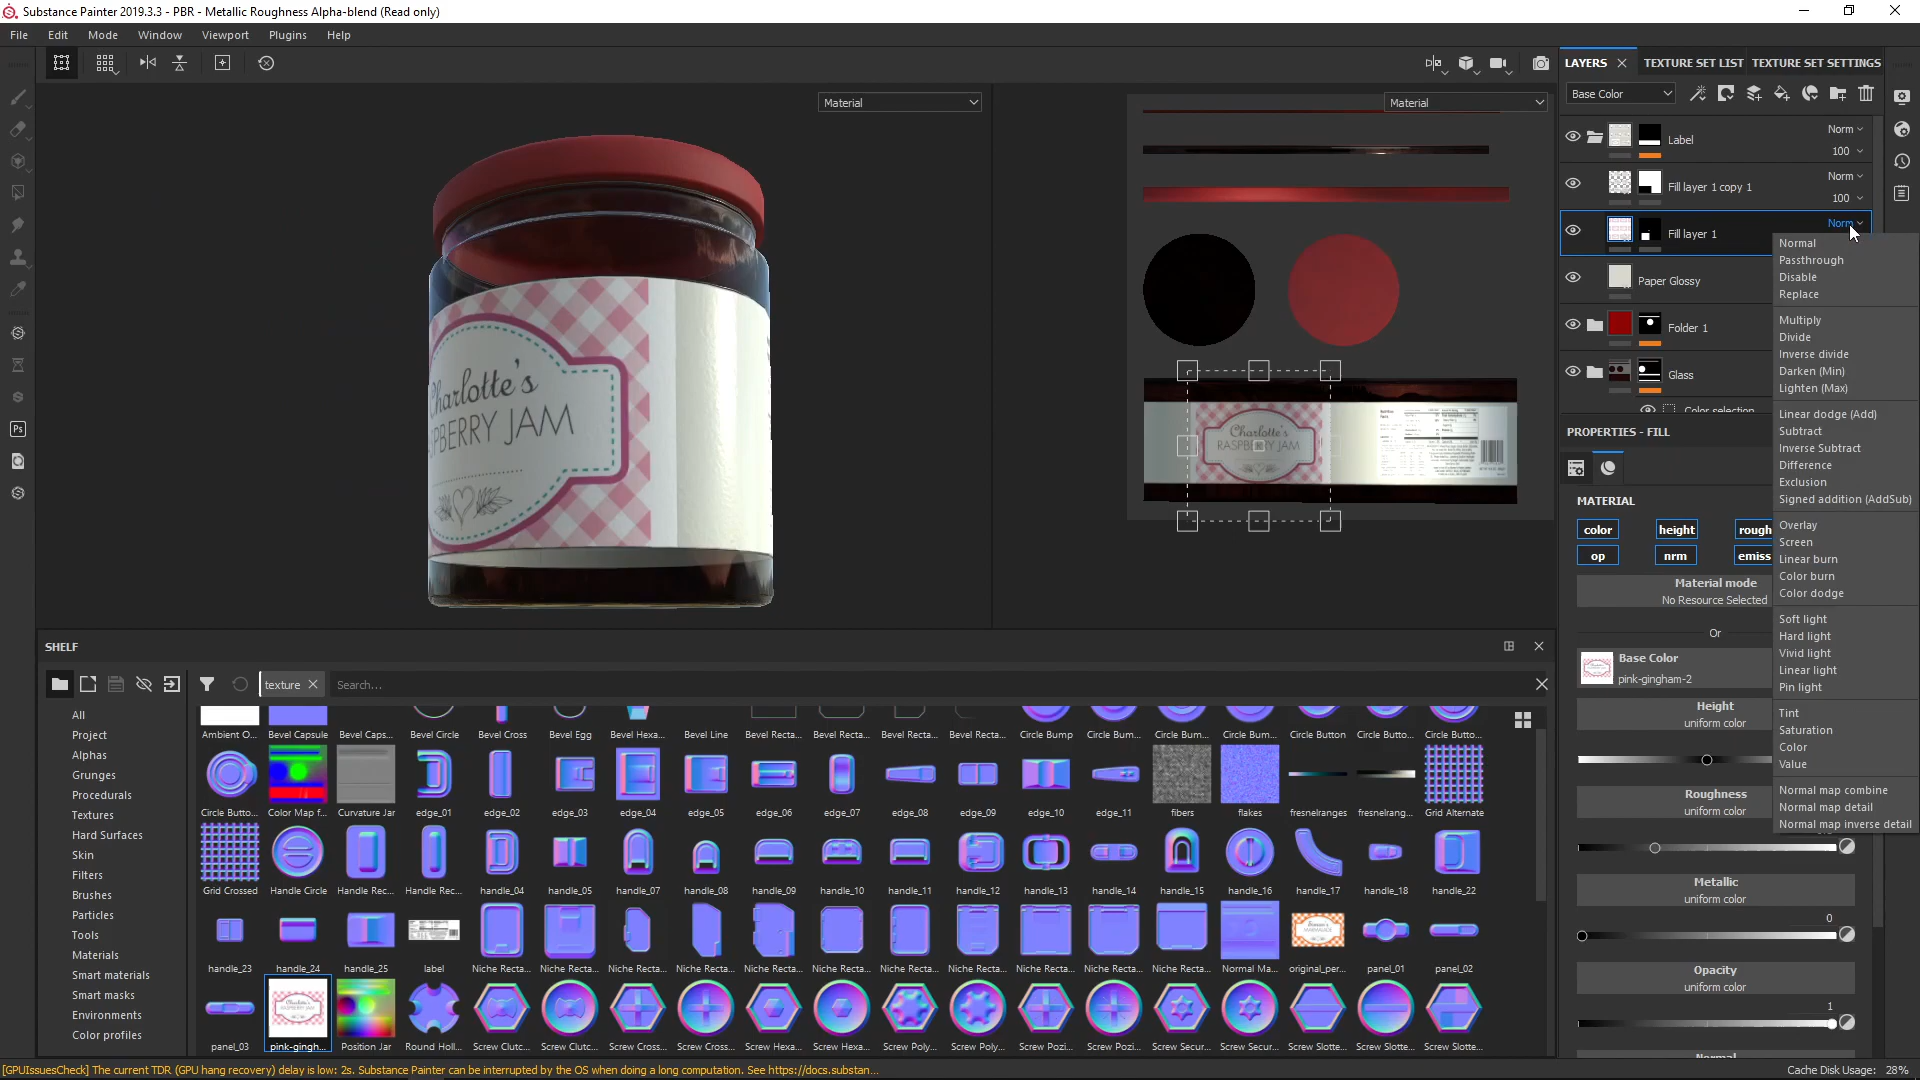 Substance Painter 2019.3.3 - PBR - Metallic Roughness Alpha-blend (Read only)
File Edit Mode Window Viewport Plugins Help
Material
Material
LAYERS TEXTURE SET LIST TEXTURE SET SETTINGS
Base Color
Label Norm 100
Fill layer 1 copy 1 Norm 100
Fill layer 1 Norm
Paper Glossy
Folder 1
Glass
Color selection
Normal
Passthrough
Disable
Replace
Multiply
Divide
Inverse divide
Darken (Min)
Lighten (Max)
Linear dodge (Add)
Subtract
Inverse Subtract
Difference
Exclusion
Signed addition (AddSub)
Overlay
Screen
Linear burn
Color burn
Color dodge
Soft light
Hard light
Vivid light
Linear light
Pin light
Tint
Saturation
Color
Value
Normal map combine
Normal map detail
Normal map inverse detail
PROPERTIES - FILL
MATERIAL
color height rough
op nrm emiss
Material mode
No Resource Selected
Or
Base Color
pink-gingham-2
Height
uniform color
Roughness
uniform color
Metallic
uniform color
0
Opacity
uniform color
1
Normal
Charlotte's
SPBERRY JAM
Charlotte's
RASPBERRY JAM
Ps
SHELF
texture Search...
All
Project
Alphas
Grunges
Procedurals
Textures
Hard Surfaces
Skin
Filters
Brushes
Particles
Tools
Materials
Smart materials
Smart masks
Environments
Color profiles
Ambient O... Bevel Capsule Bevel Caps... Bevel Circle Bevel Cross Bevel Egg Bevel Hexa... Bevel Line Bevel Recta... Bevel Recta... Bevel Recta... Bevel Recta... Circle Bump Circle Bum... Circle Bum... Circle Bum... Circle Button Circle Butto... Circle Butto...
Circle Butto... Color Map f... Curvature Jar edge_01 edge_02 edge_03 edge_04 edge_05 edge_06 edge_07 edge_08 edge_09 edge_10 edge_11 fibers flakes fresnelranges fresnelrang... Grid Alternate
Grid Crossed Handle Circle Handle Rec... Handle Rec... handle_04 handle_05 handle_07 handle_08 handle_09 handle_10 handle_11 handle_12 handle_13 handle_14 handle_15 handle_16 handle_17 handle_18 handle_22
handle_23 handle_24 handle_25 label Niche Recta... Niche Recta... Niche Recta... Niche Recta... Niche Recta... Niche Recta... Niche Recta... Niche Recta... Niche Recta... Niche Recta... Niche Recta... Normal Ma... original_per... panel_01 panel_02
panel_03 pink-gingh... Position Jar Round Holl... Screw Clutc... Screw Clutc... Screw Cross... Screw Cross... Screw Hexa... Screw Hexa... Screw Poly... Screw Poly... Screw Pozi... Screw Pozi... Screw Secur... Screw Secur... Screw Slotte... Screw Slotte... Screw Slotte...
[GPUIssuesCheck] The current TDR (GPU hang recovery) delay is low: 2s. Substance Painter can be interrupted by the OS when doing a long computation. See https://docs.substan...
Cache Disk Usage: 28%